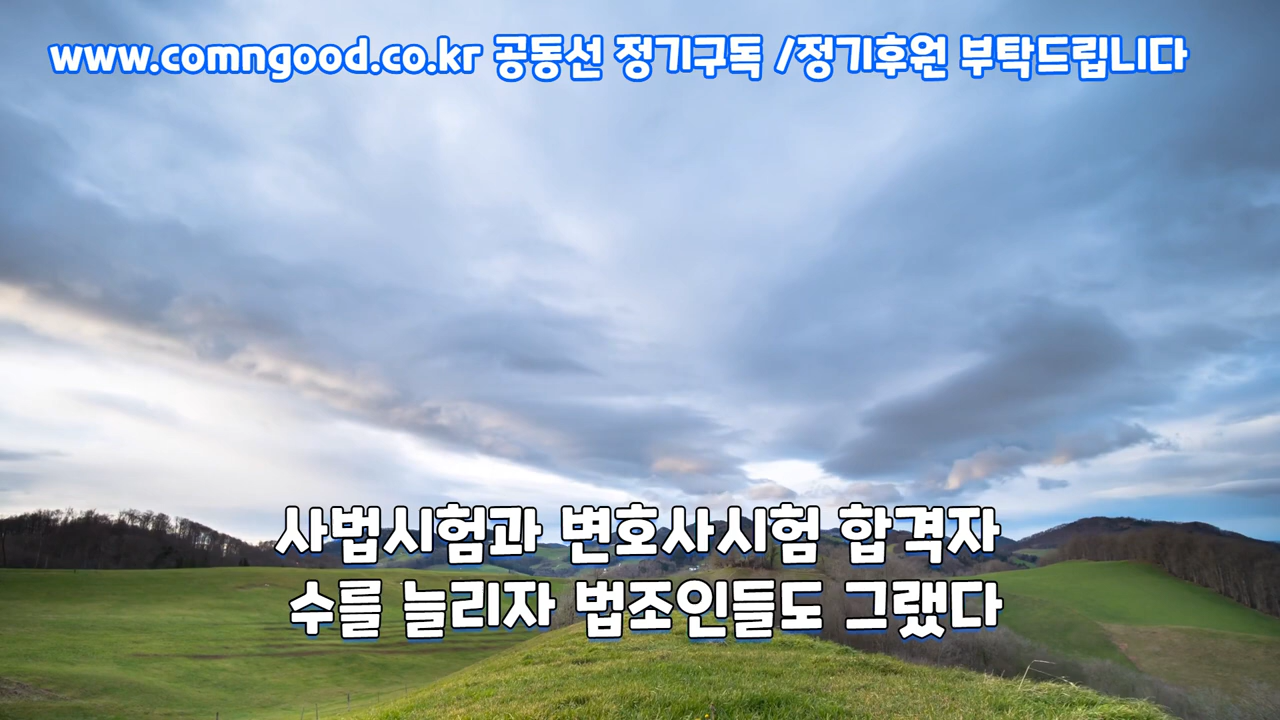 www.comngood.co.kr 공동선 정기구독 /정기후원 부탁드립니다
사법시험과 변호사시험 합격자
수를 늘리자 법조인들도 그랬다